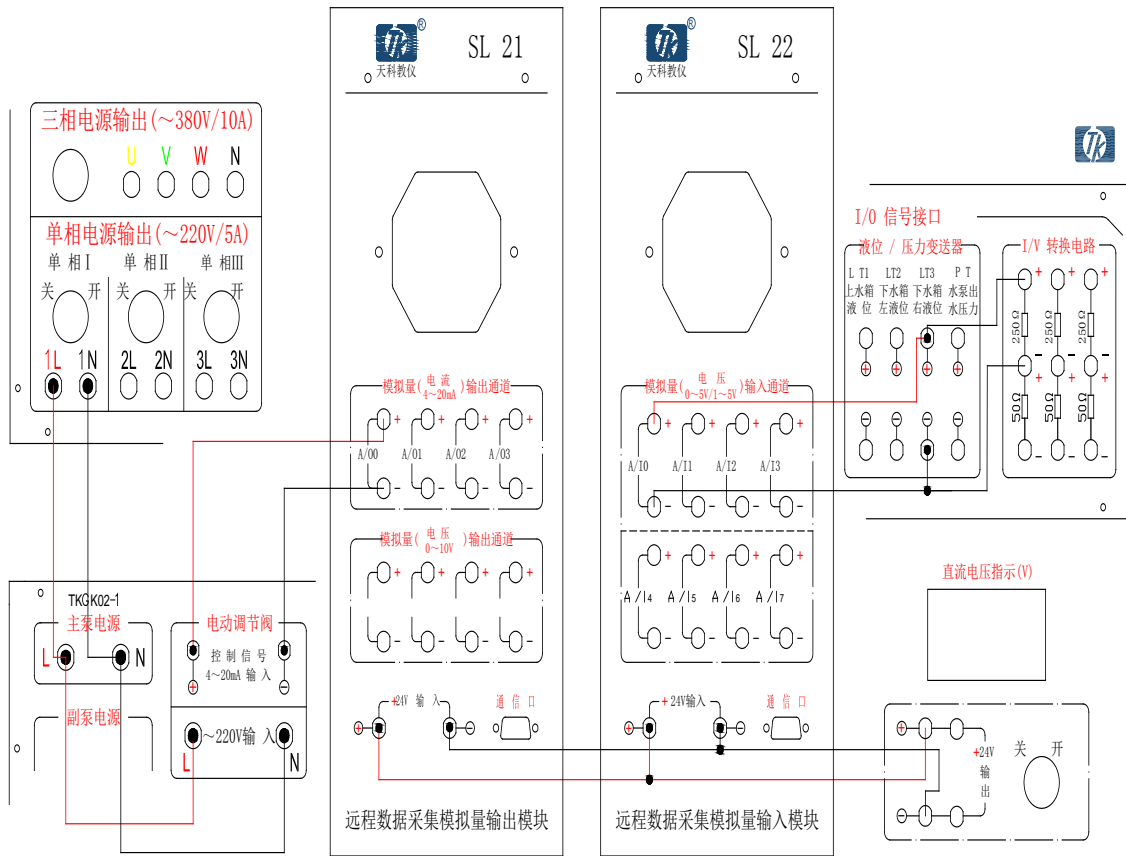 三相电源输出(～380V/10A)
U V W N
单相电源输出(～220V/5A)
单 相Ⅰ 单 相Ⅱ 单 相Ⅲ
关 开 关 开 关 开
1L 1N 2L 2N 3L 3N
TKGK02-1
主泵电源
L N
副泵电源
电动调节阀
控 制 信 号
4～20mA 输 入
+ −
～220V输 入
L N
TK ®
天科教仪
SL 21
模拟量(电 流 4～20mA)输出通道
+ + + +
A/O0 A/O1 A/O2 A/O3
− − − −
模拟量(电 压 0～10V)输出通道
+ + + +
− − − −
+24V 输 入
+ −
通 信 口
远程数据采集模拟量输出模块
TK ®
天科教仪
SL 22
模拟量(电 压 0～5V/1～5V)输入通道
+ + + +
A/I0 A/I1 A/I2 A/I3
− − − −
+ + + +
A/I4 A/I5 A/I6 A/I7
− − − −
+24V输入
+ −
通 信 口
远程数据采集模拟量输入模块
TK
I/O 信号接口
液位 / 压力变送器
L T1 LT2 LT3 P T
上水箱 下水箱 下水箱 水泵出
液 位 左液位 右液位 水压力
+ + + +
− − − −
I/V 转换电路
+ + +
250Ω 250Ω 250Ω
− − −
+ + +
50Ω 50Ω 50Ω
− − −
直流电压指示(V)
+
+24V
输
出
−
关 开